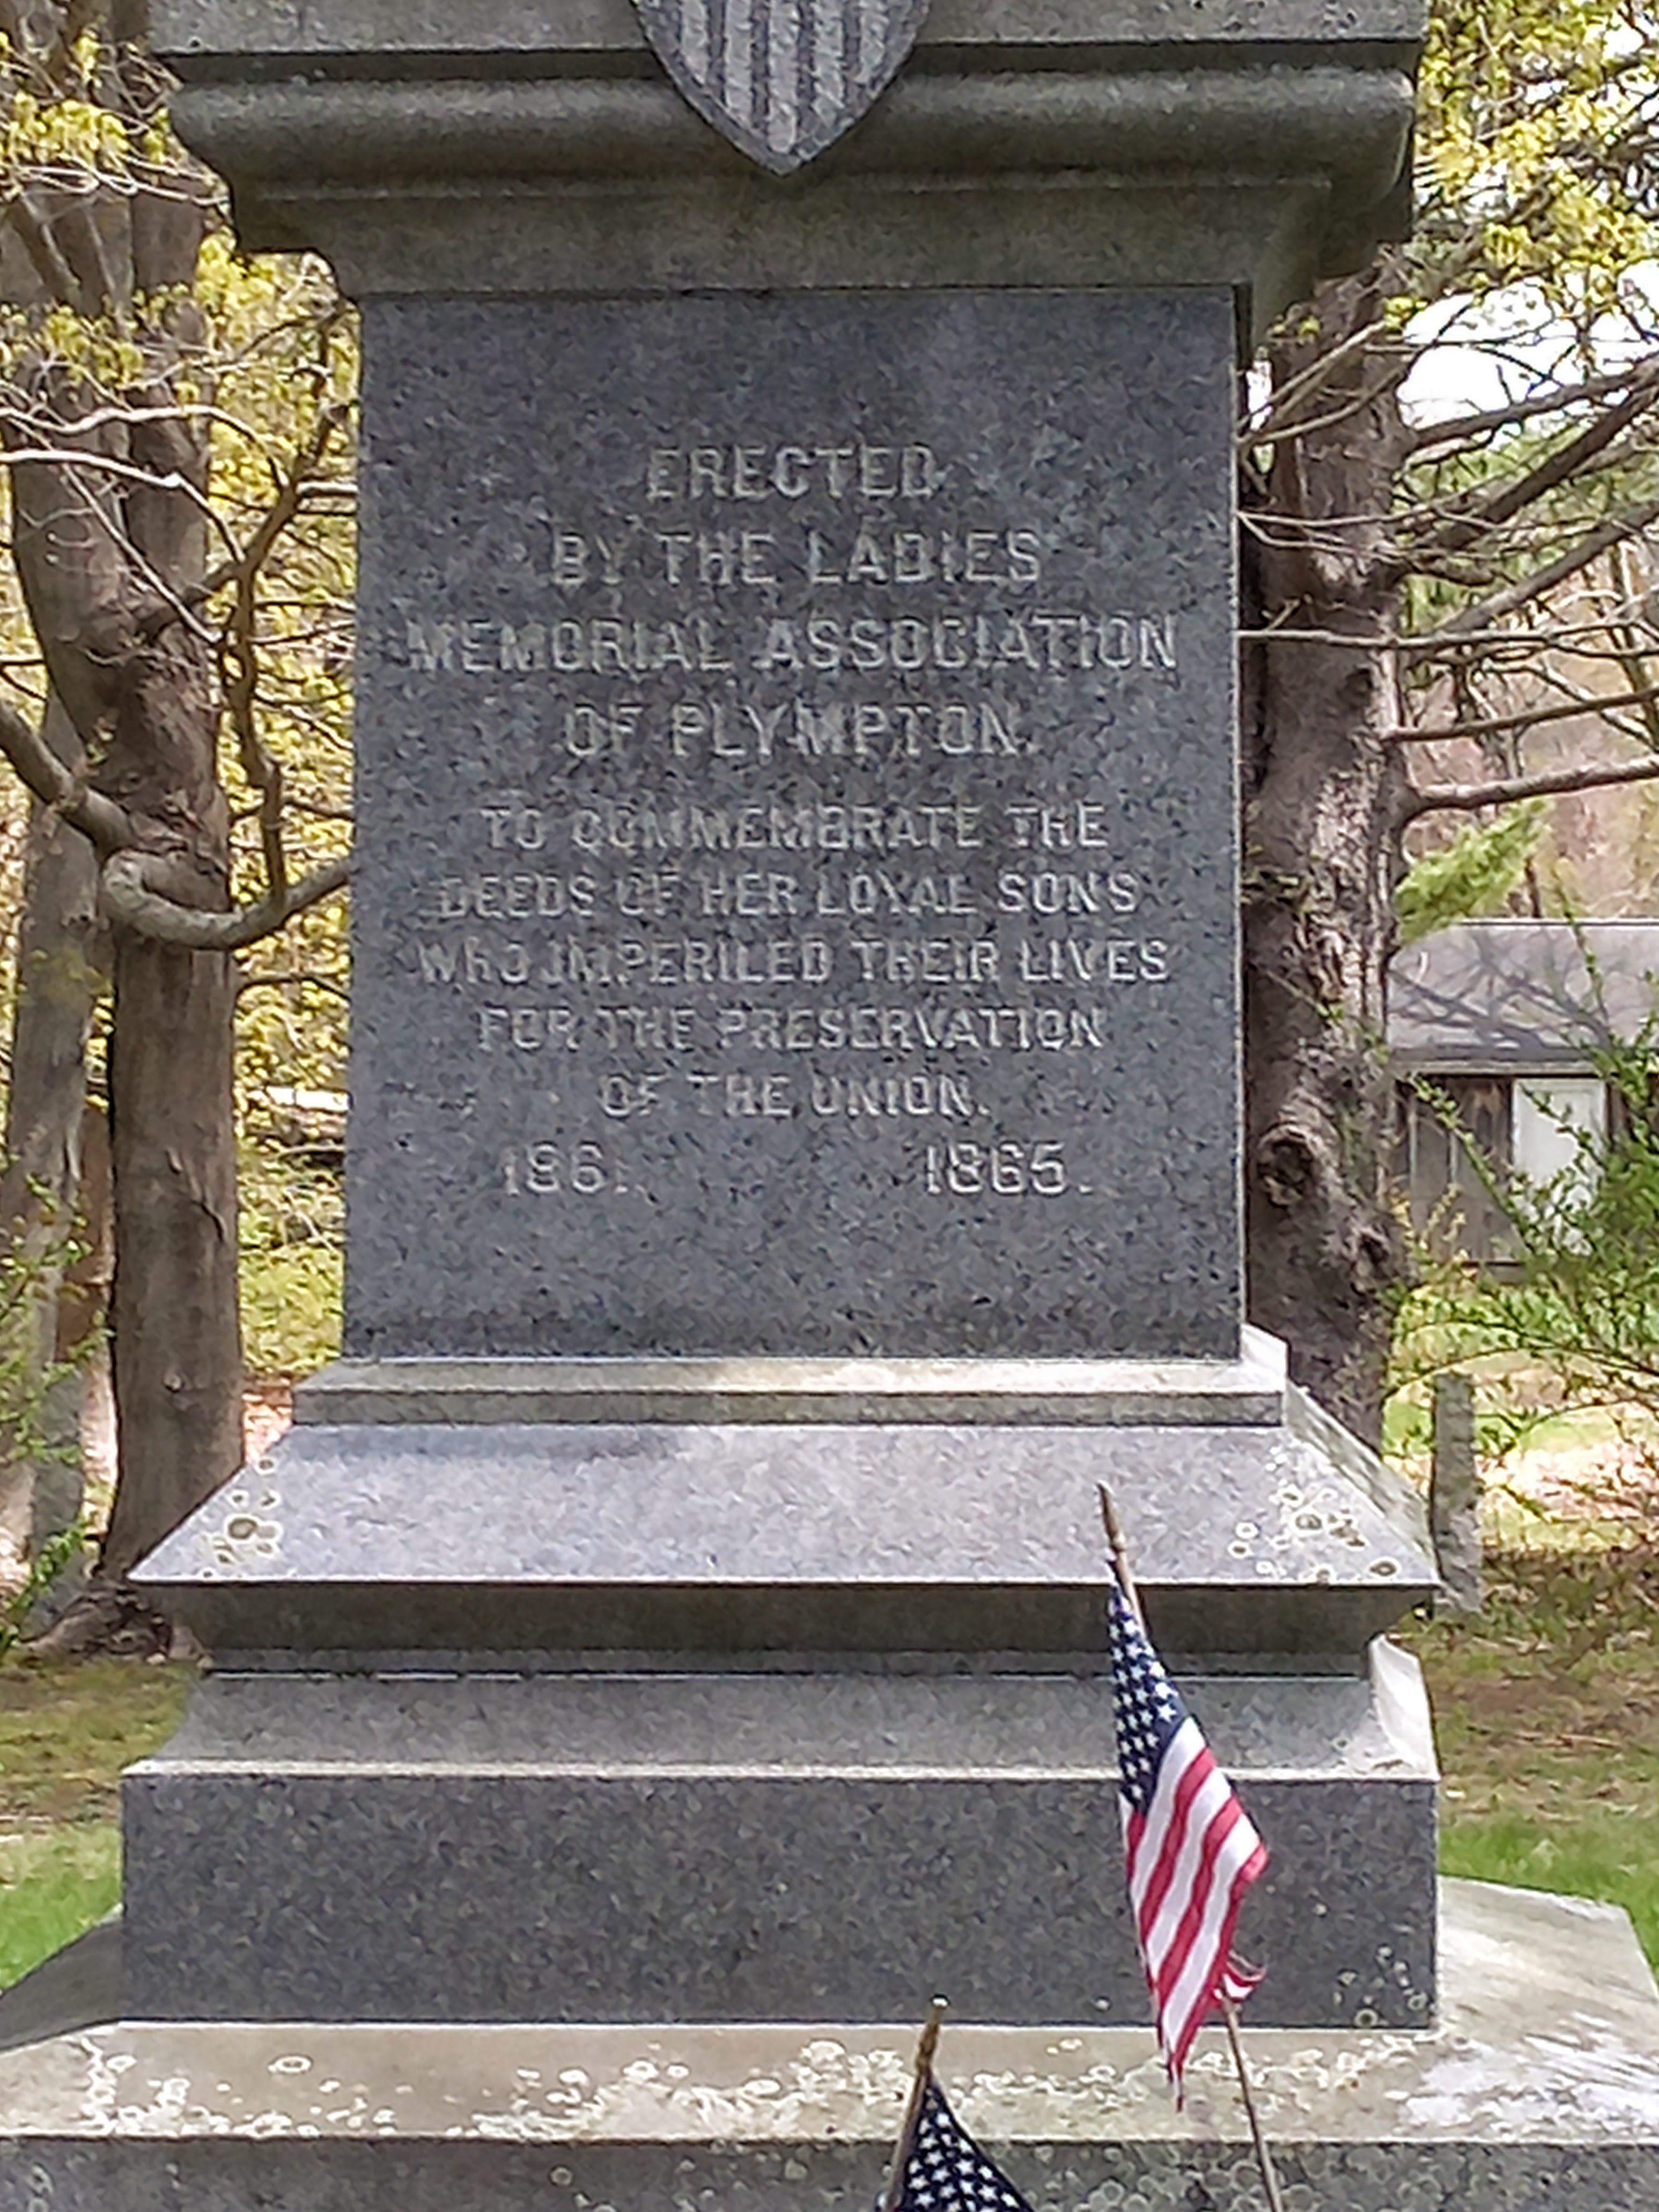 ERECTED
BY THE LADIES
MEMORIAL ASSOCIATION
OF PLYMPTON.
TO COMMEMORATE THE
DEEDS OF HER LOYAL SONS
WHO IMPERILED THEIR LIVES
FOR THE PRESERVATION
OF THE UNION.
1861. 1865.